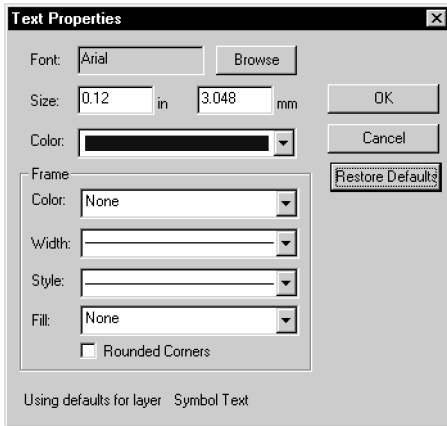 Text Properties
Font: Arial Browse
Size: 0.12 in 3.048 mm OK
Color: Cancel
Restore Defaults
Frame
Color: None
Width:
Style:
Fill: None
Rounded Corners
Using defaults for layer Symbol Text